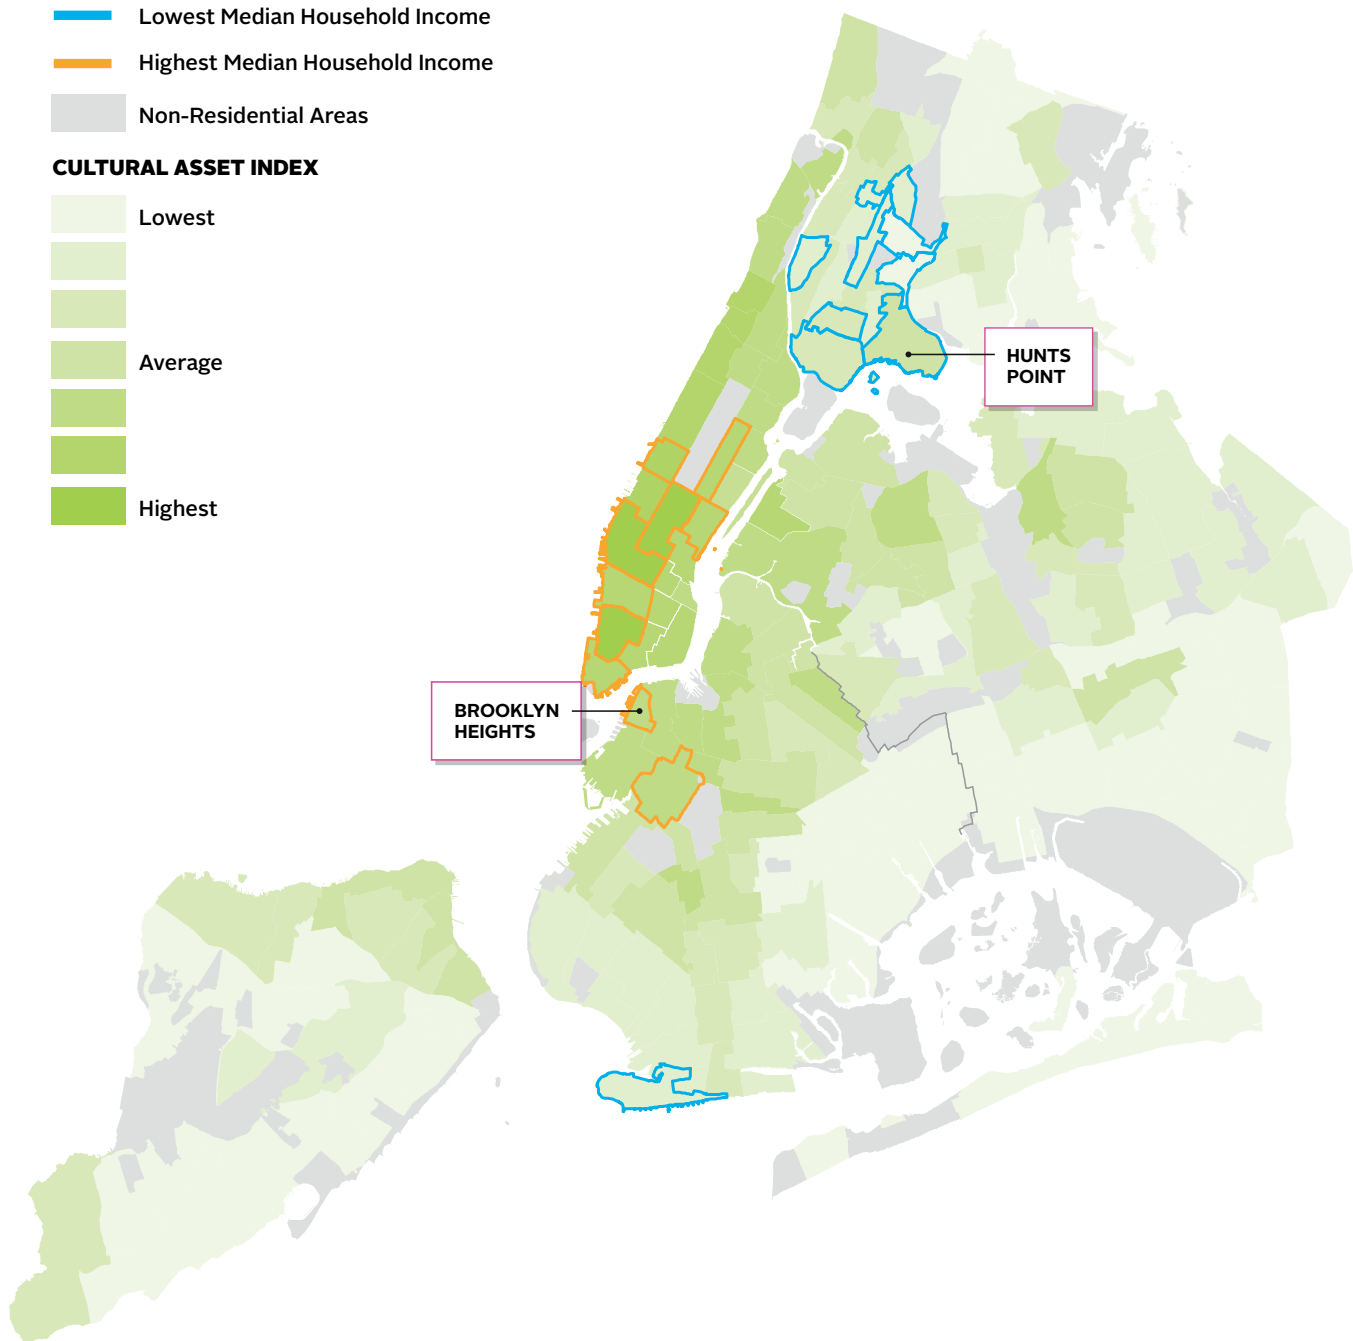 Lowest Median Household Income
Highest Median Household Income
Non-Residential Areas
CULTURAL ASSET INDEX
Lowest
Average
Highest
HUNTS
POINT
BROOKLYN
HEIGHTS